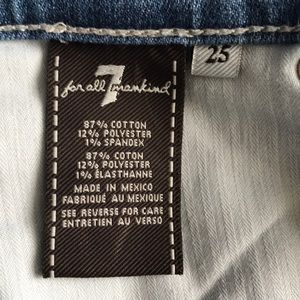 7
for all mankind
25
87% COTTON
12% POLYESTER
1% SPANDEX
87% COTON
12% POLYESTER
1% ÉLASTHANNE
MADE IN MEXICO
FABRIQUÉ AU MEXIQUE
SEE REVERSE FOR CARE
ENTRETIEN AU VERSO